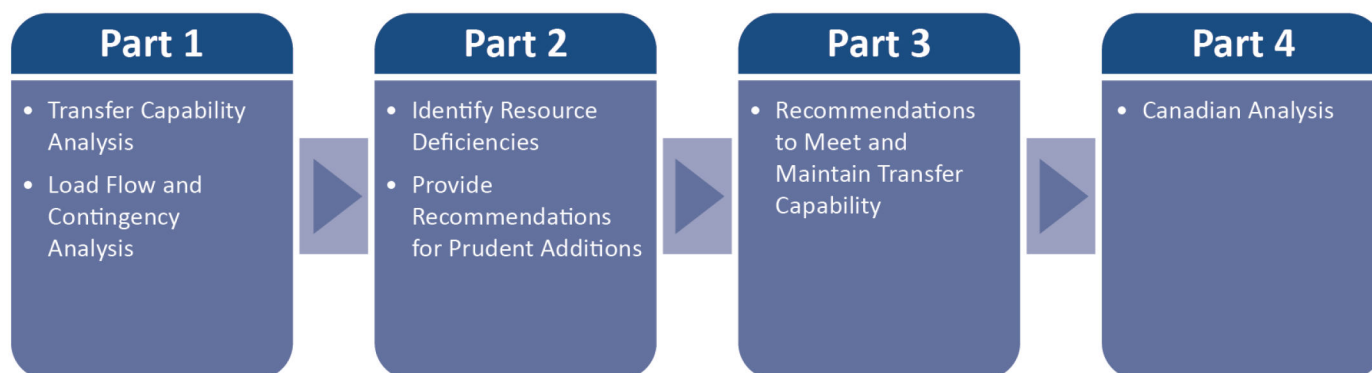 Part 1
• Transfer Capability
Analysis
• Load Flow and
Contingency
Analysis
Part 2
• Identify Resource
Deficiencies
• Provide
Recommendations
for Prudent Additions
Part 3
• Recommendations
to Meet and
Maintain Transfer
Capability
Part 4
• Canadian Analysis